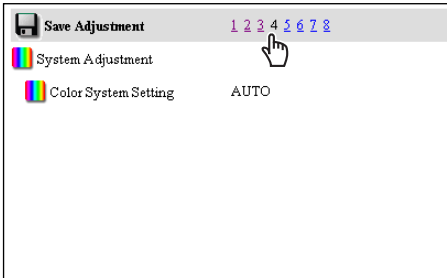 Save Adjustment 1 2 3 4 5 6 7 8
System Adjustment
Color System Setting AUTO